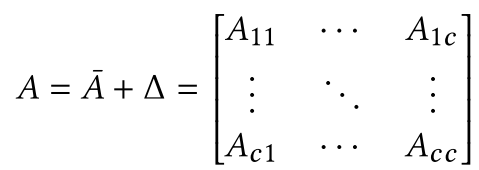 A = Ā + Δ = [A₁₁ ⋯ A₁c
⋮ ⋱ ⋮
Ac₁ ⋯ Acc]